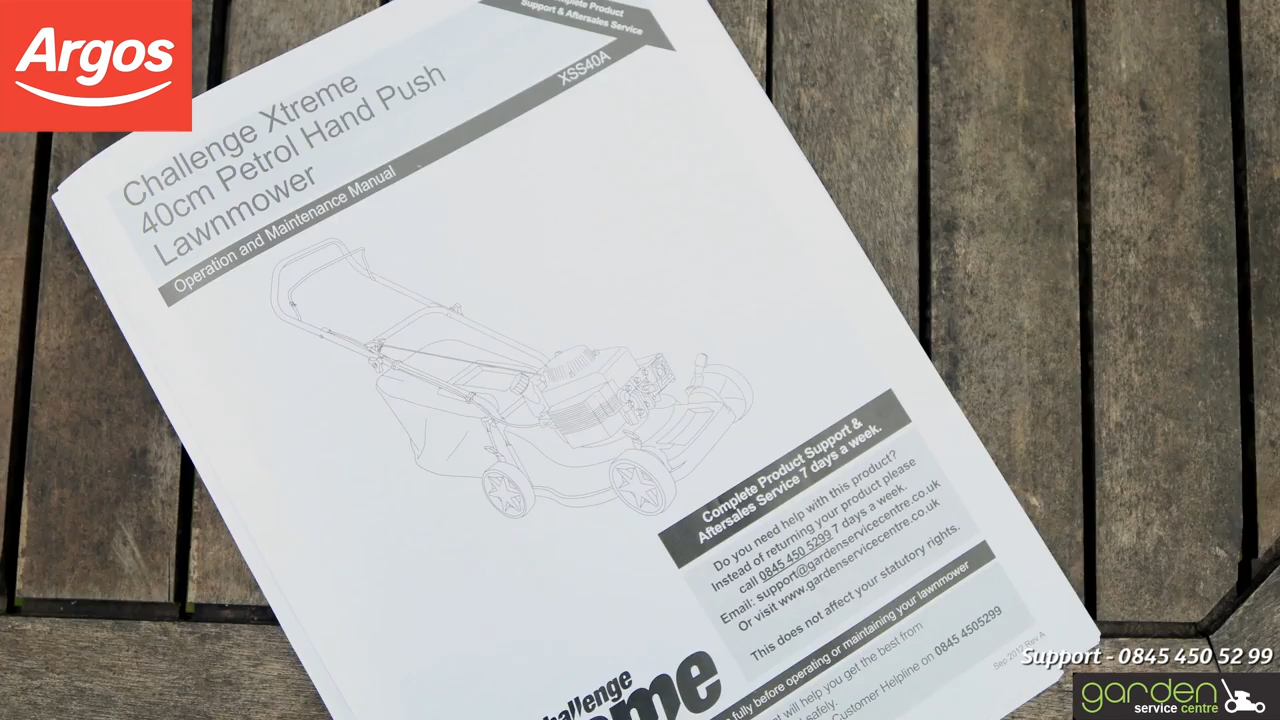 Argos
Complete Product
Support & Aftersales Service
Challenge Xtreme
40cm Petrol Hand Push
Lawnmower
XSS40A
Operation and Maintenance Manual
Complete Product Support &
Aftersales Service 7 days a week.
Do you need help with this product?
Instead of returning your product please
call 0845 450 5299 7 days a week.
Email: support@gardenservicecentre.co.uk
Or visit www.gardenservicecentre.co.uk
This does not affect your statutory rights.
fully before operating or maintaining your lawnmower
will help you get the best from
safely.
Customer Helpline on 0845 4505299
Sep 2012 Rev A
hallenge
eme
Support - 0845 450 52 99
garden
service centre